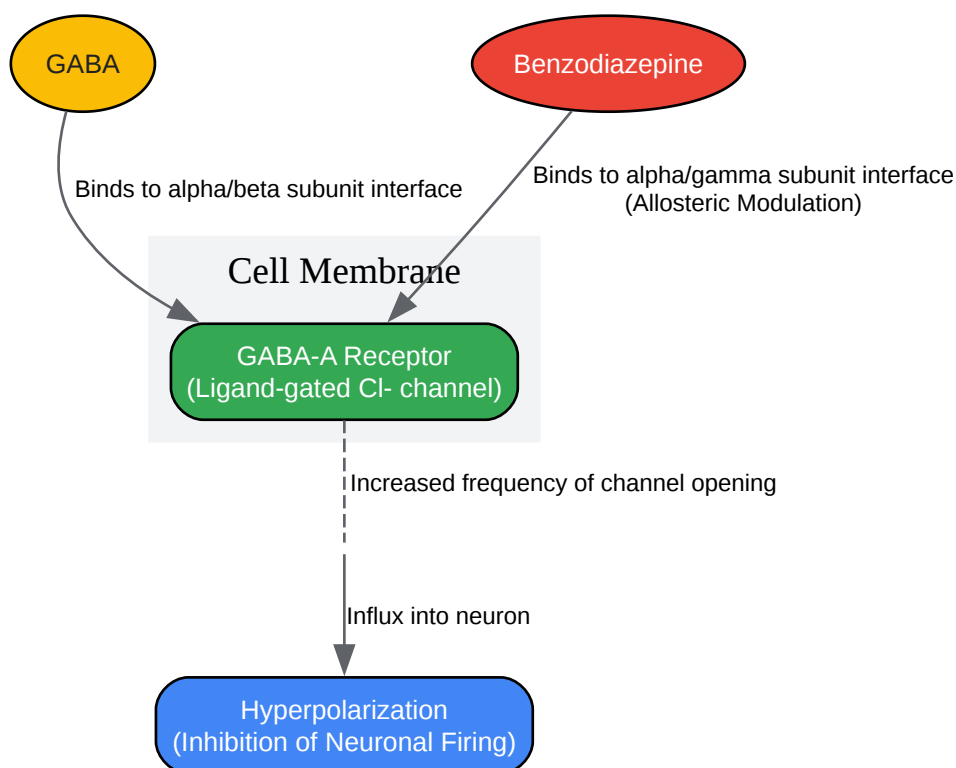 GABA
Benzodiazepine
Binds to alpha/beta subunit interface
Binds to alpha/gamma subunit interface
(Allosteric Modulation)
Cell Membrane
GABA-A Receptor
(Ligand-gated Cl- channel)
Increased frequency of channel opening
Influx into neuron
Hyperpolarization
(Inhibition of Neuronal Firing)